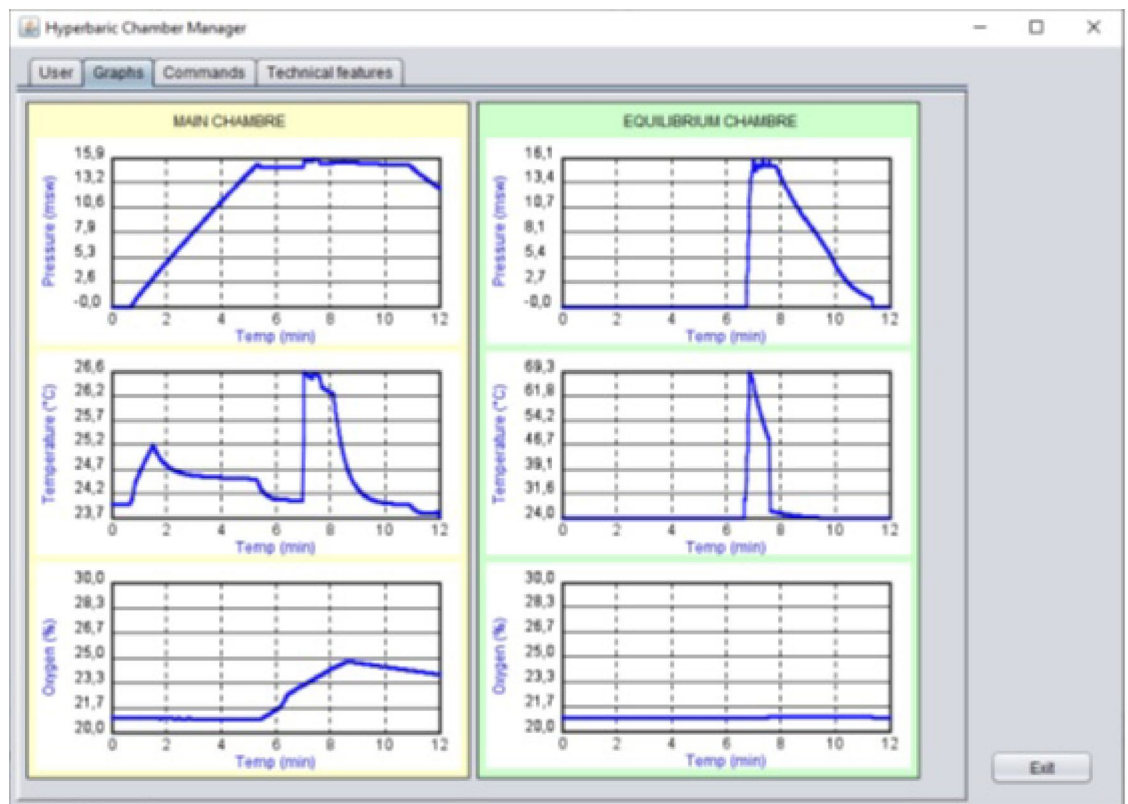 Hyperbaric Chamber Manager
User Graphs Commands Technical features
MAIN CHAMBRE
15,9
13,2
10,6
7,9
5,3
2,6
-0,0
Pressure (msw)
0 2 4 6 8 10 12
Temp (min)
26,6
26,2
25,7
25,2
24,7
24,2
23,7
Temperature (°C)
0 2 4 6 8 10 12
Temp (min)
30,0
28,3
26,7
25,0
23,3
21,7
20,0
Oxygen (%)
0 2 4 6 8 10 12
Temp (min)
EQUILIBRIUM CHAMBRE
16,1
13,4
10,7
8,1
5,4
2,7
-0,0
Pressure (msw)
0 2 4 6 8 10 12
Temp (min)
69,3
61,8
54,2
46,7
39,1
31,6
24,0
Temperature (°C)
0 2 4 6 8 10 12
Temp (min)
30,0
28,3
26,7
25,0
23,3
21,7
20,0
Oxygen (%)
0 2 4 6 8 10 12
Temp (min)
Exit